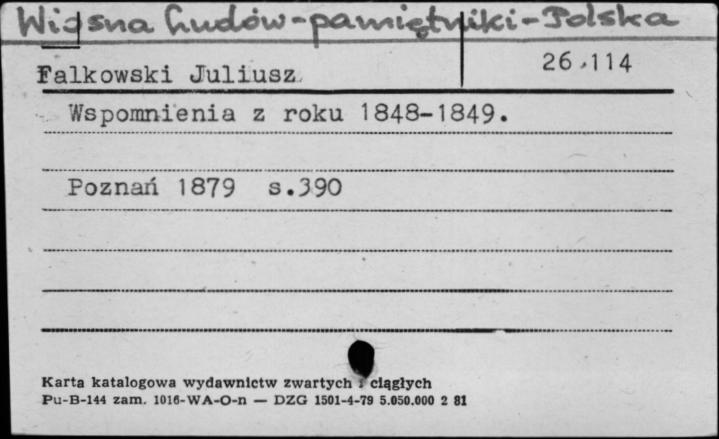 Wiosna Ludów-pamiętniki-Polska
Falkowski Juliusz
26.114
Wspomnienia z roku 1848-1849.
Poznań 1879 s.390
Karta katalogowa wydawnictw zwartych i ciągłych
Pu-B-144 zam. 1016-WA-O-n — DZG 1501-4-79 5.050.000 2 81